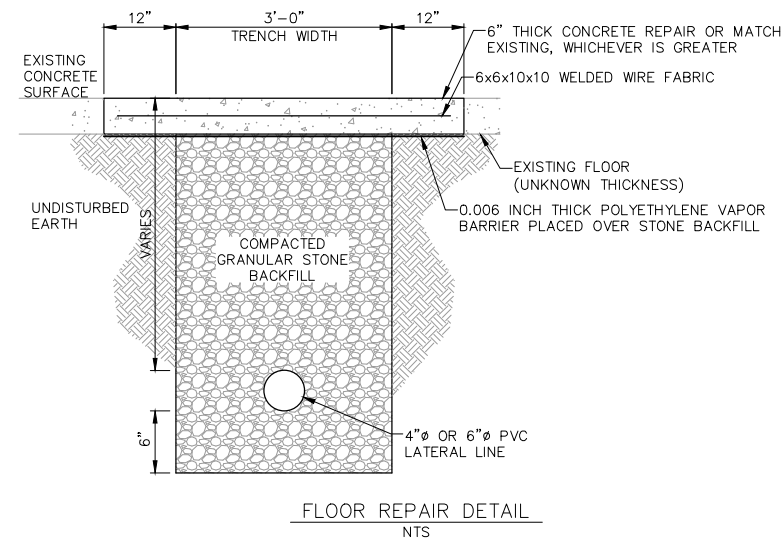 12" 3'-0" 12"
TRENCH WIDTH
6" THICK CONCRETE REPAIR OR MATCH
EXISTING, WHICHEVER IS GREATER
EXISTING
CONCRETE
SURFACE
6x6x10x10 WELDED WIRE FABRIC
EXISTING FLOOR
(UNKNOWN THICKNESS)
0.006 INCH THICK POLYETHYLENE VAPOR
BARRIER PLACED OVER STONE BACKFILL
UNDISTURBED
EARTH
VARIES
COMPACTED
GRANULAR STONE
BACKFILL
6"
4"ø OR 6"ø PVC
LATERAL LINE
FLOOR REPAIR DETAIL
NTS